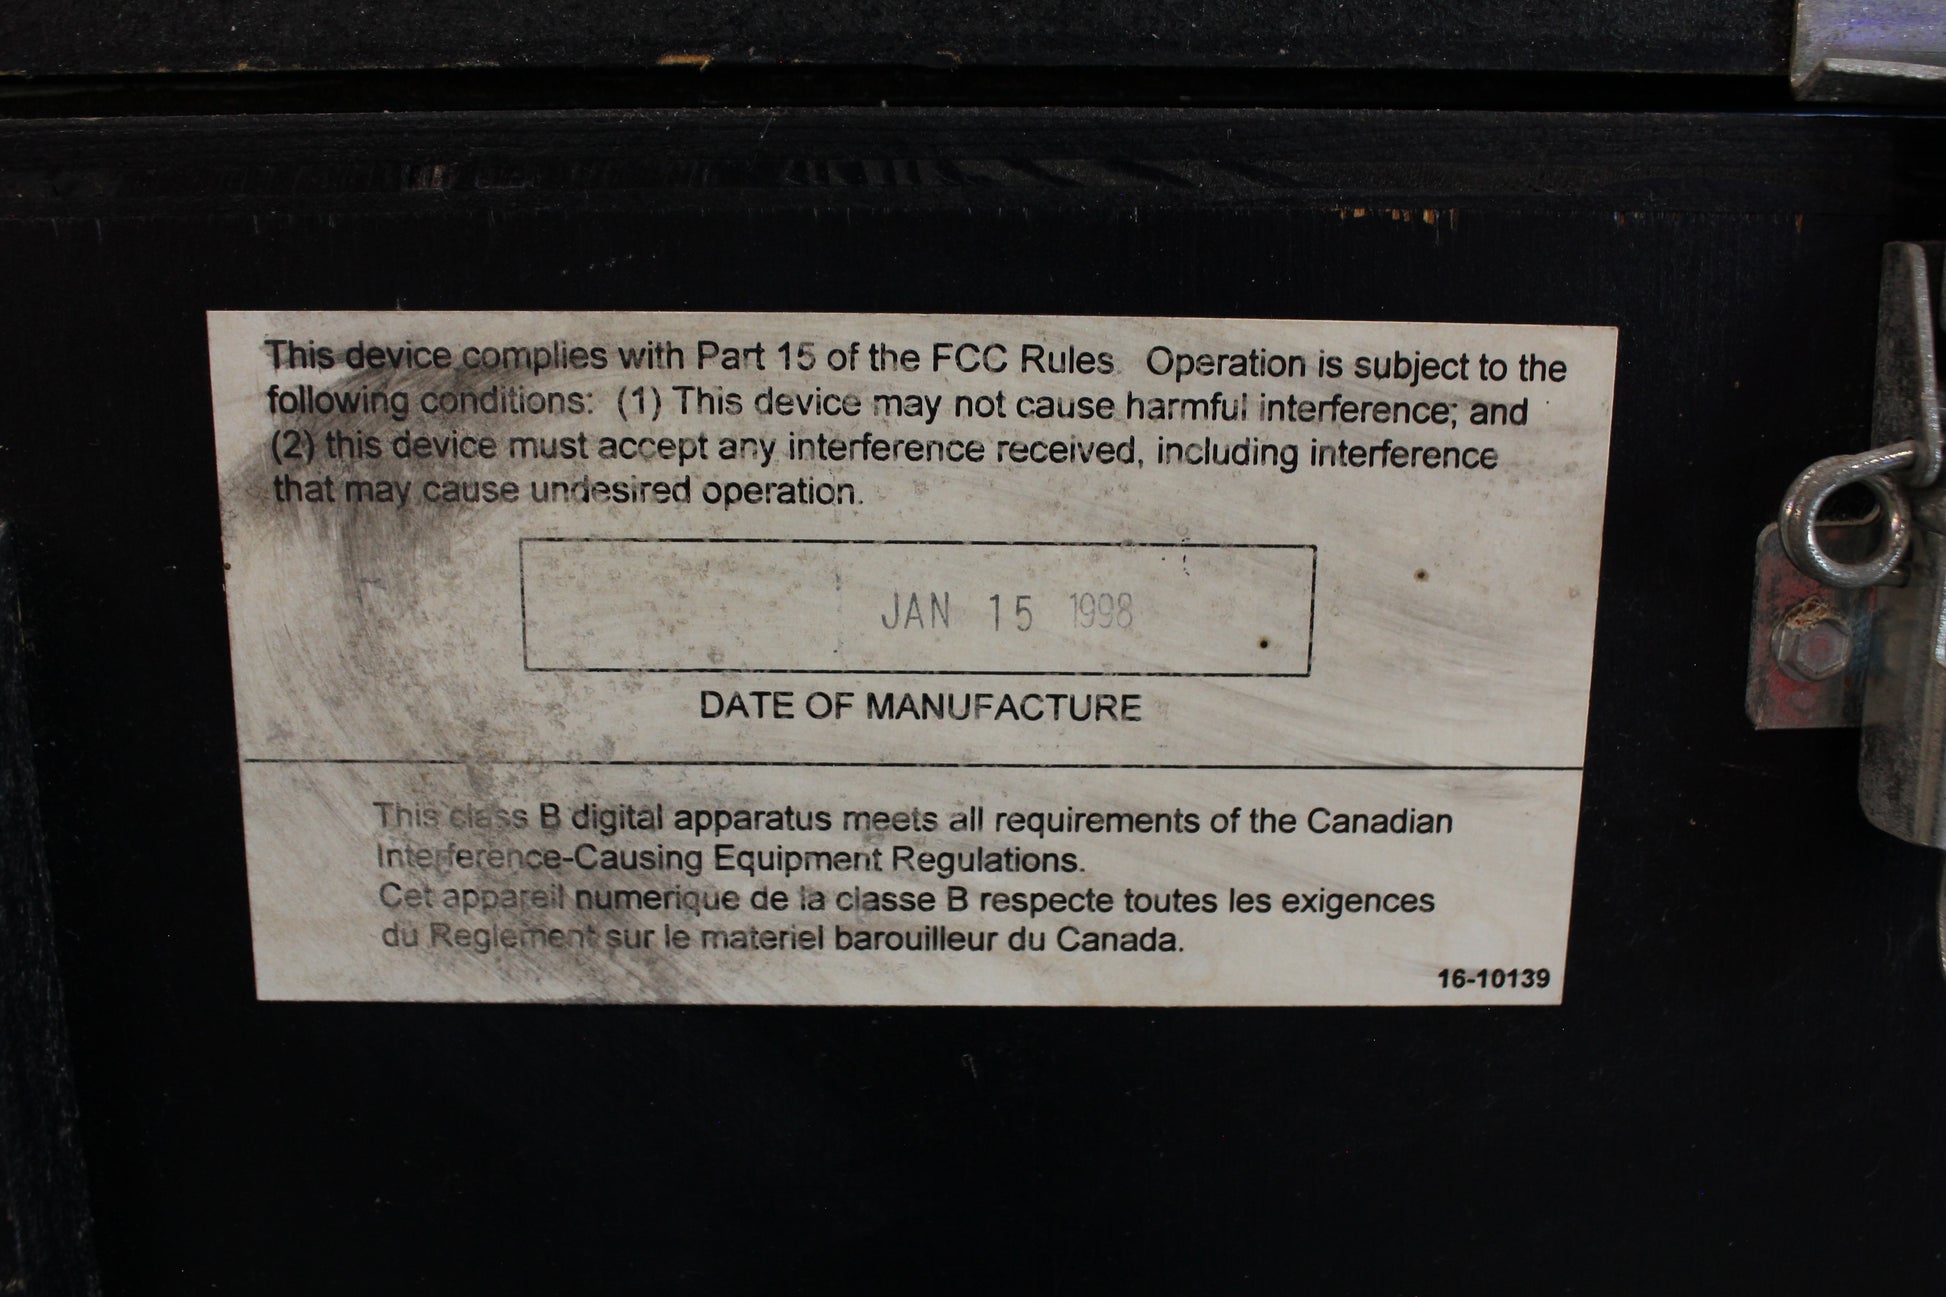 This device complies with Part 15 of the FCC Rules. Operation is subject to the
following conditions: (1) This device may not cause harmful interference; and
(2) this device must accept any interference received, including interference
that may cause undesired operation.
JAN 15 1998
DATE OF MANUFACTURE
This class B digital apparatus meets all requirements of the Canadian
Interference-Causing Equipment Regulations.
Cet appareil numerique de la classe B respecte toutes les exigences
du Reglement sur le materiel barouilleur du Canada.
16-10139